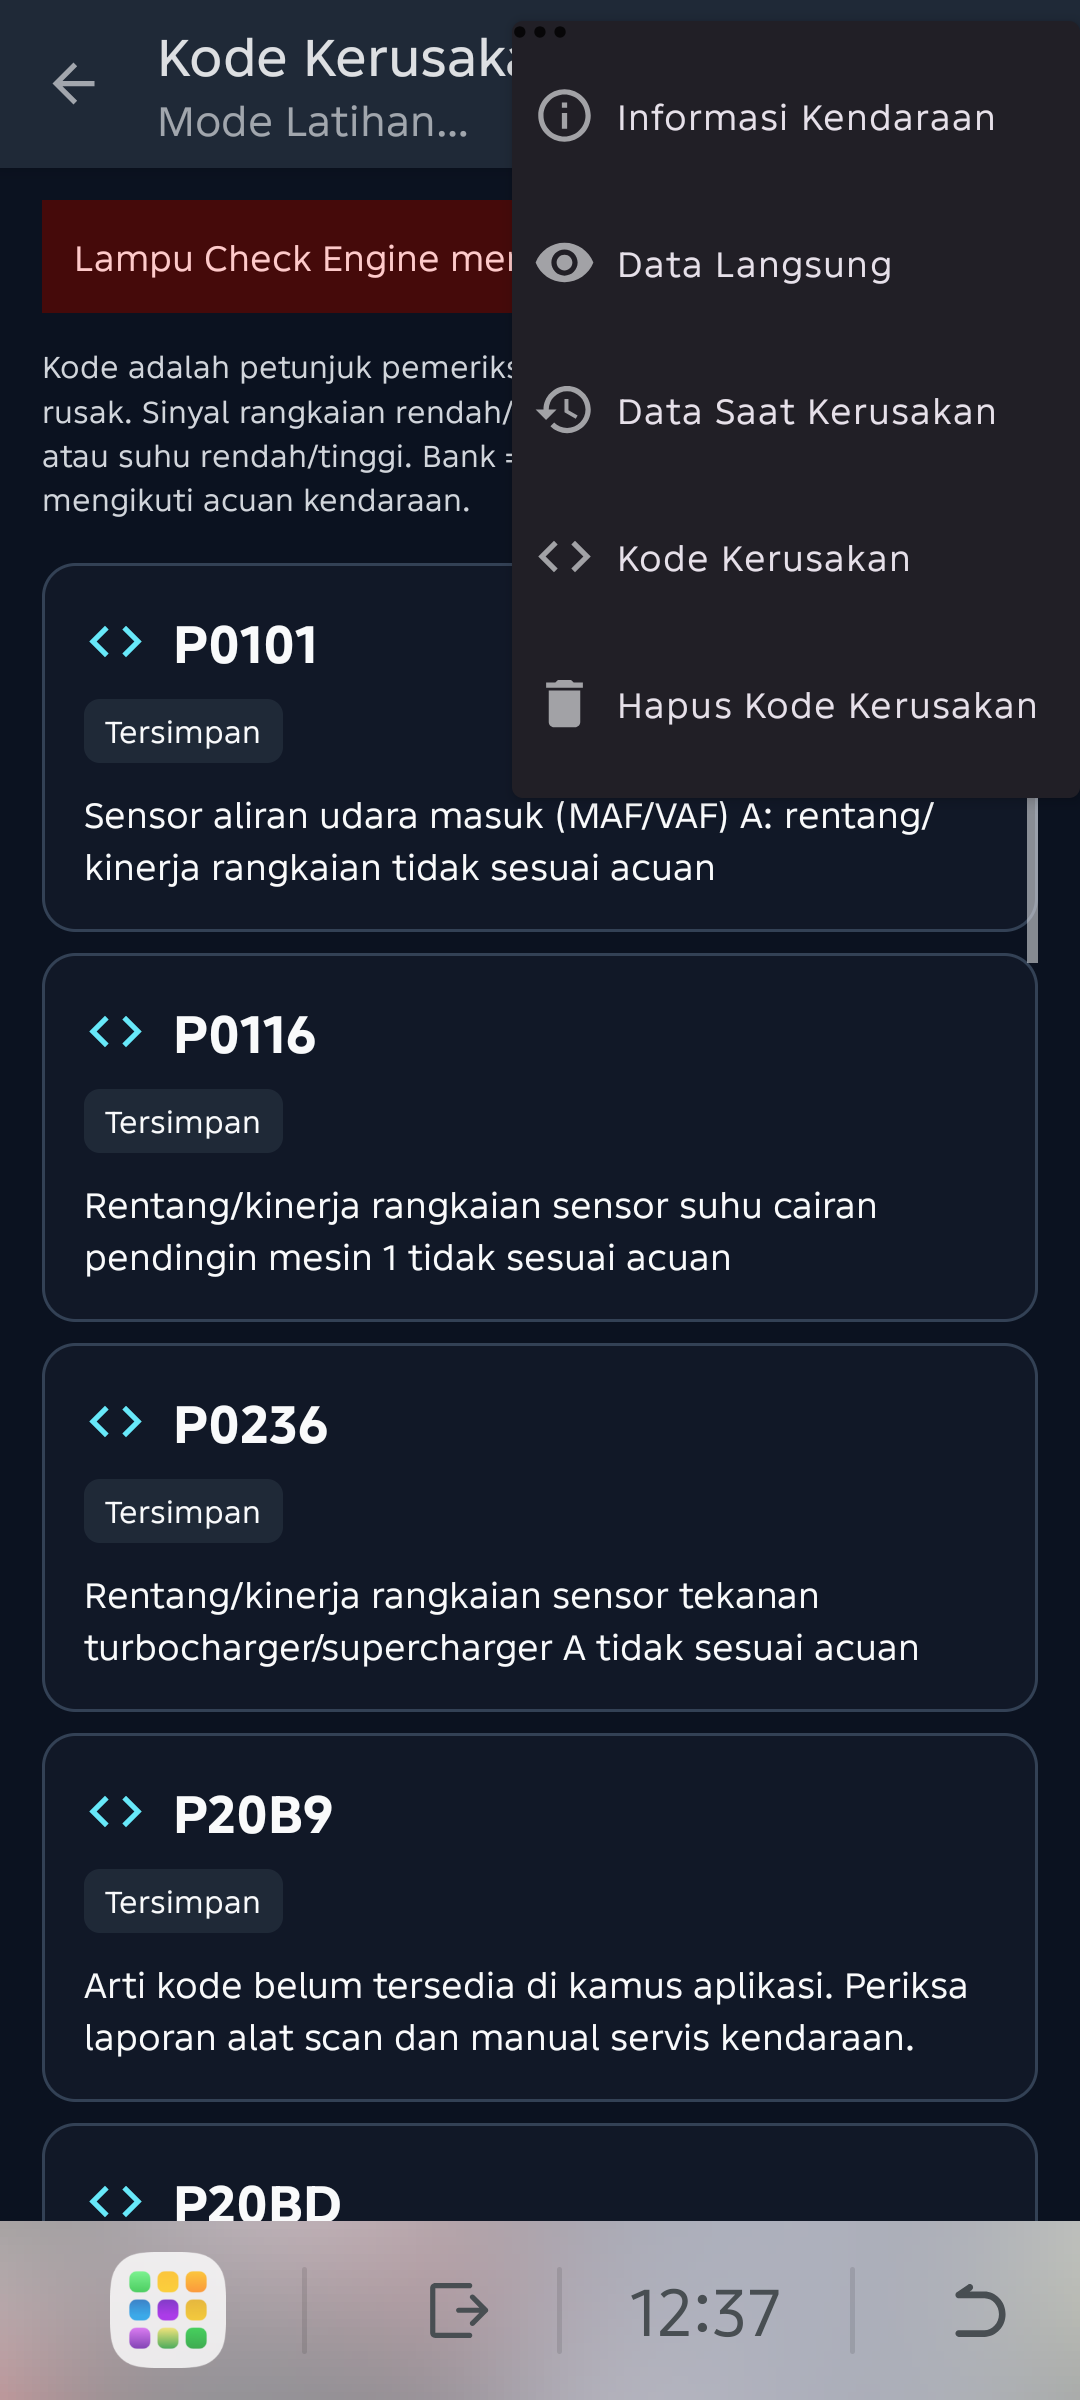 Kode Kerusaka
Mode Latihan...
Informasi Kendaraan
Data Langsung
Data Saat Kerusakan
Kode Kerusakan
Hapus Kode Kerusakan
Lampu Check Engine
Kode adalah petunjuk
rusak. Sinyal rangkaian rendah/
atau suhu rendah/tinggi. Bank =
mengikuti acuan kendaraan.
P0101
Tersimpan
Sensor aliran udara masuk (MAF/VAF) A: rentang/
kinerja rangkaian tidak sesuai acuan
P0116
Tersimpan
Rentang/kinerja rangkaian sensor suhu cairan
pendingin mesin 1 tidak sesuai acuan
P0236
Tersimpan
Rentang/kinerja rangkaian sensor tekanan
turbocharger/supercharger A tidak sesuai acuan
P20B9
Tersimpan
Arti kode belum tersedia di kamus aplikasi. Periksa
laporan alat scan dan manual servis kendaraan.
P20BD
12:37